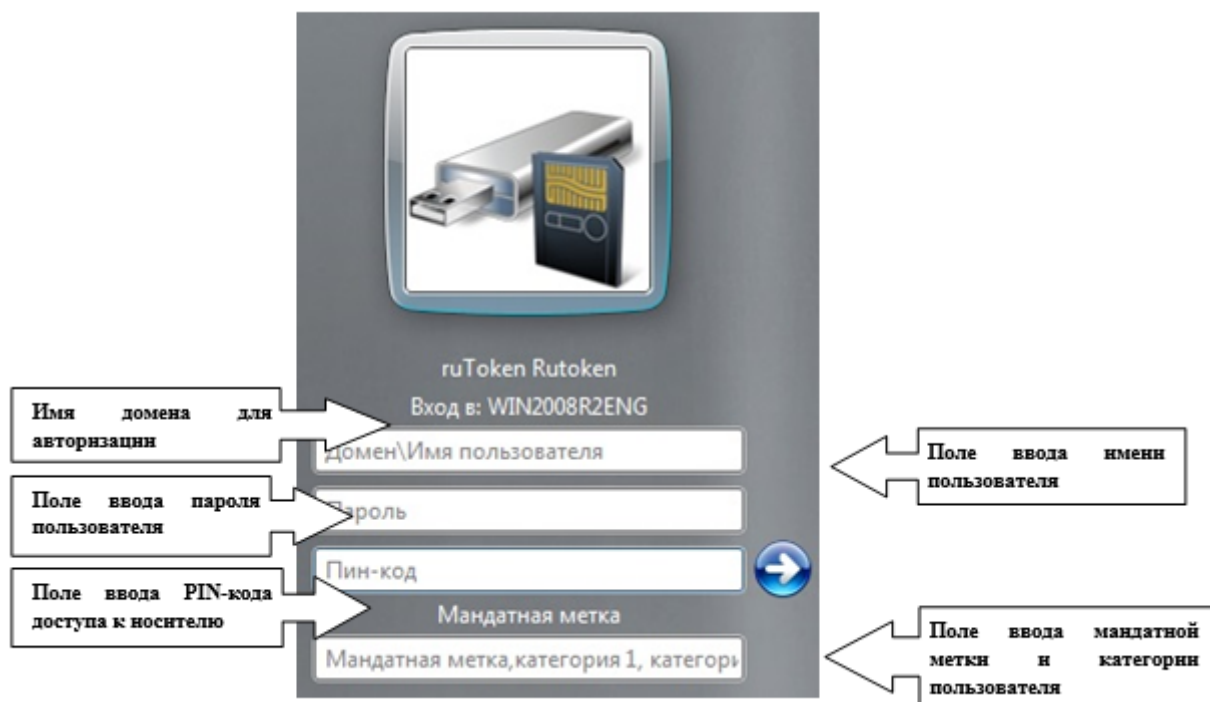 ruToken Rutoken
Вход в: WIN2008R2ENG
Имя домена для
авторизации
Домен\Имя пользователя
Поле ввода имени
пользователя
Поле ввода пароля
пользователя
Пароль
Пин-код
Поле ввода PIN-кода
доступа к носителю
Мандатная метка
Мандатная метка,категория 1, категори
Поле ввода мандатной
метки и категории
пользователя